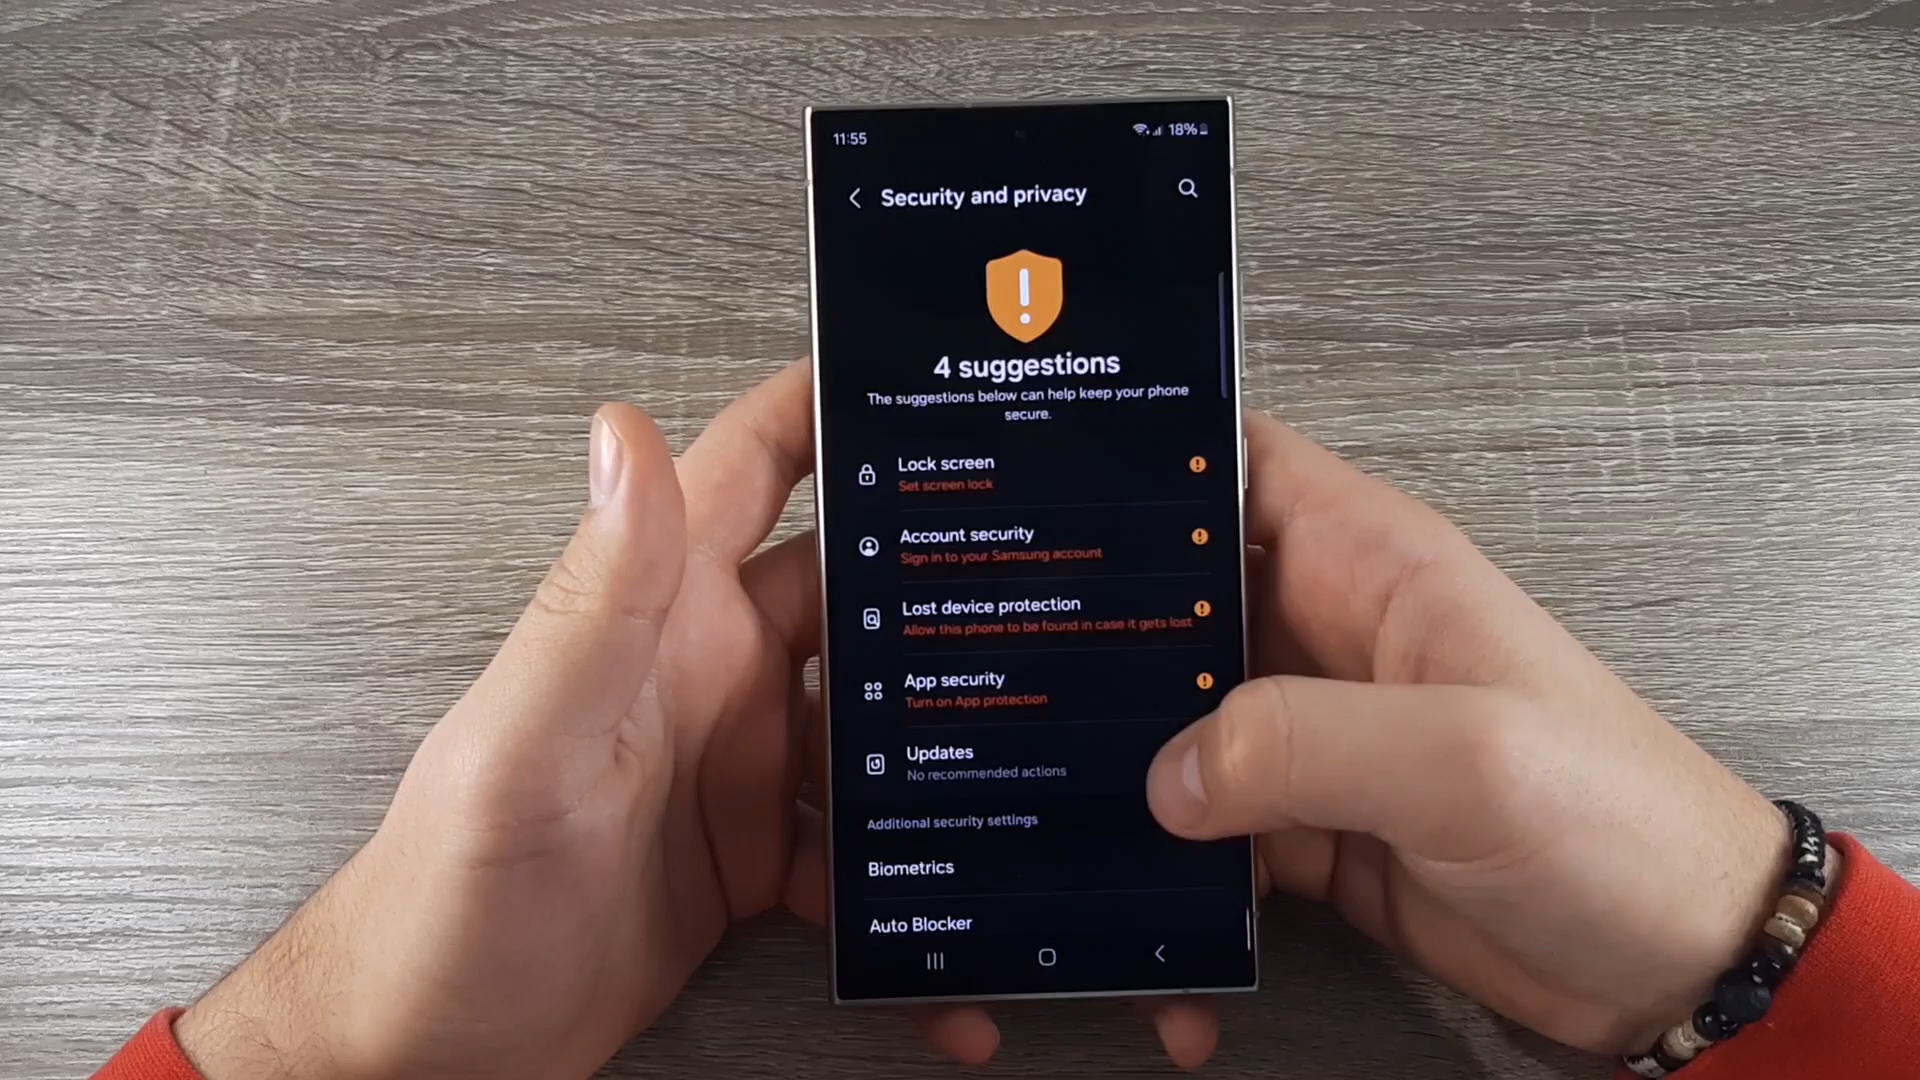 11:55
18%
Security and privacy
4 suggestions
The suggestions below can help keep your phone
secure.
Lock screen
Set screen lock
Account security
Sign in to your Samsung account
Lost device protection
Allow this phone to be found in case it gets lost
App security
Turn on App protection
Updates
No recommended actions
Additional security settings
Biometrics
Auto Blocker